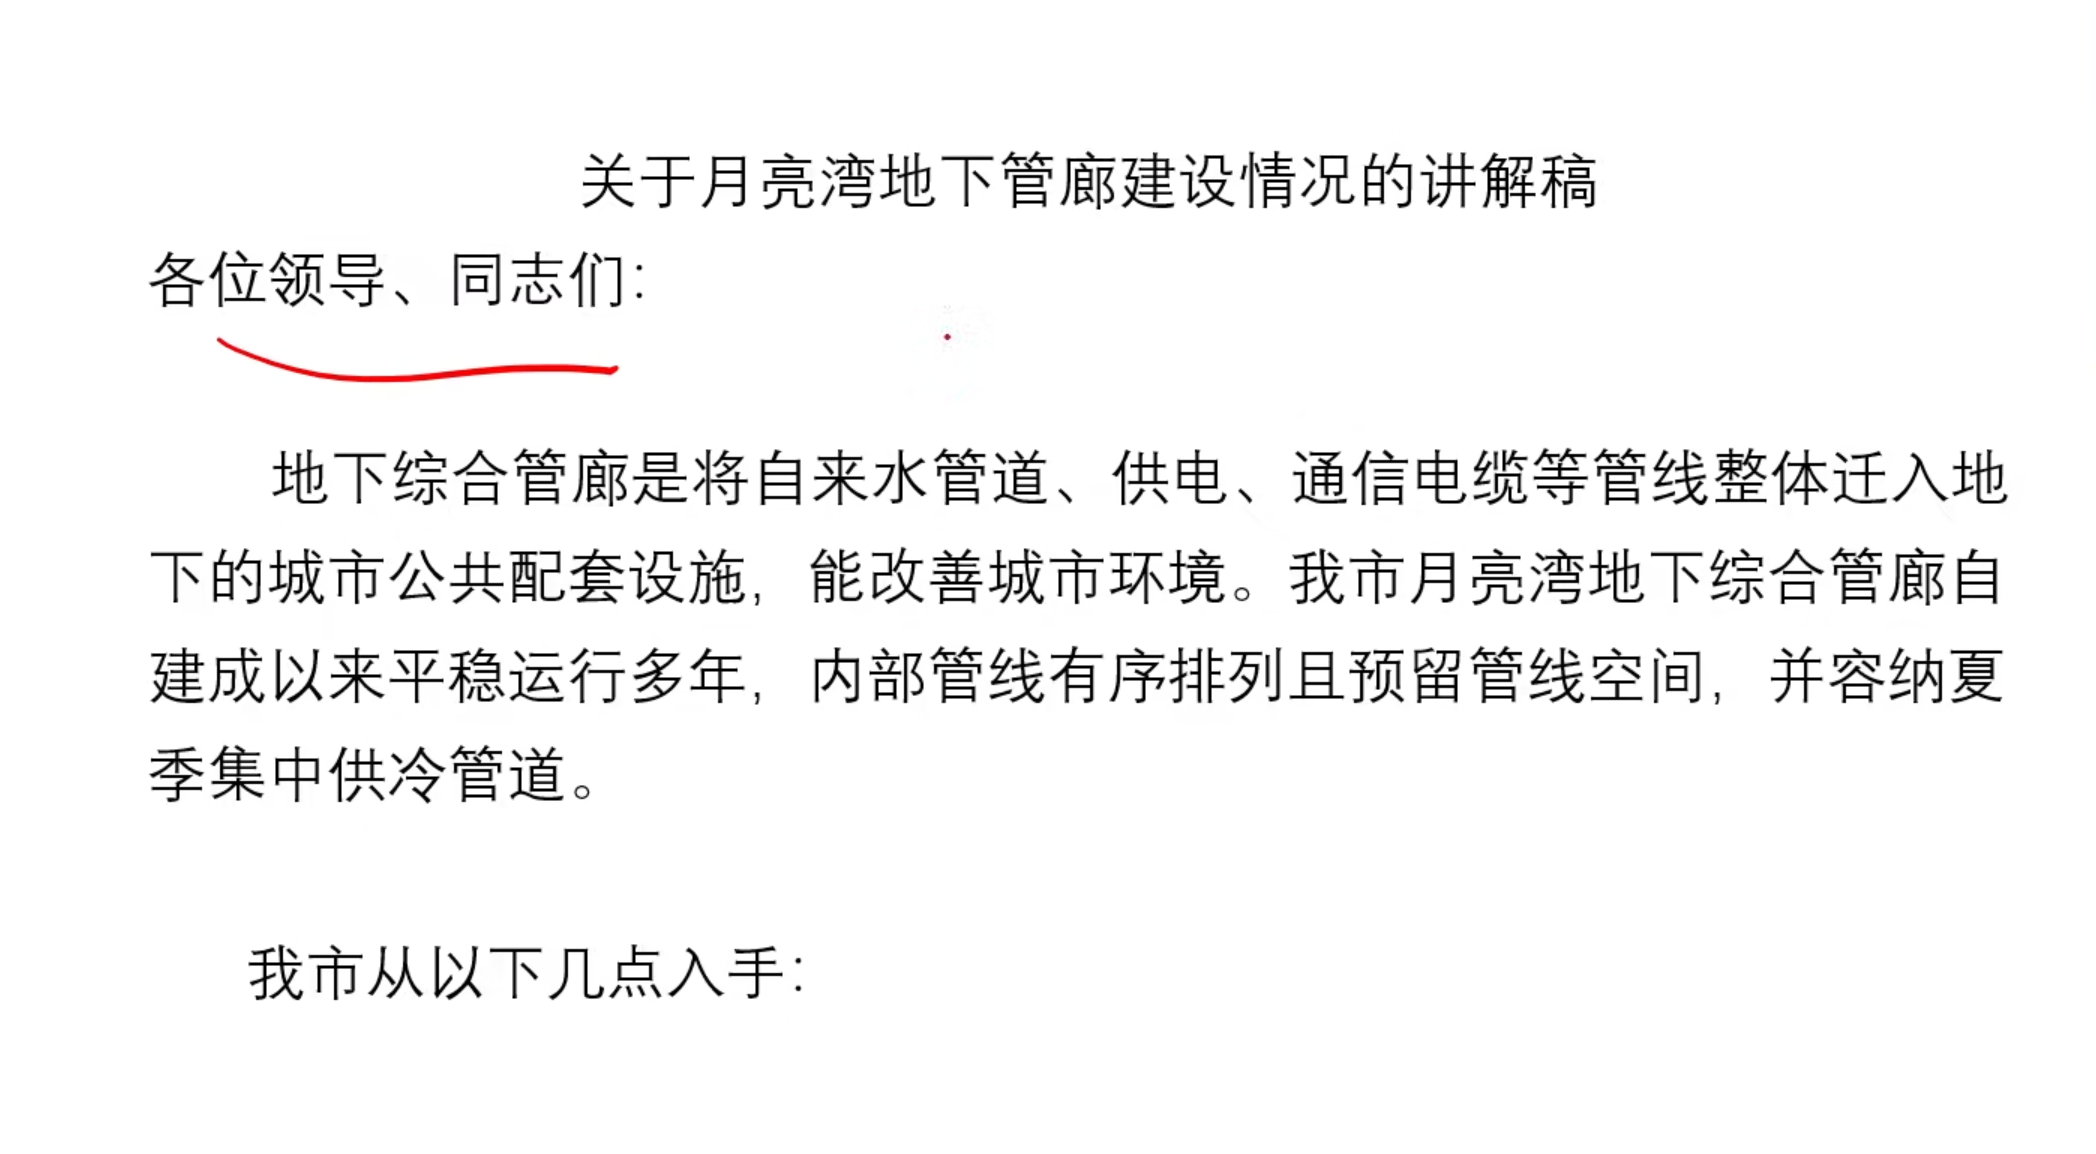 关于月亮湾地下管廊建设情况的讲解稿
各位领导、同志们：
地下综合管廊是将自来水管道、供电、通信电缆等管线整体迁入地
下的城市公共配套设施，能改善城市环境。我市月亮湾地下综合管廊自
建成以来平稳运行多年，内部管线有序排列且预留管线空间，并容纳夏
季集中供冷管道。
我市从以下几点入手：